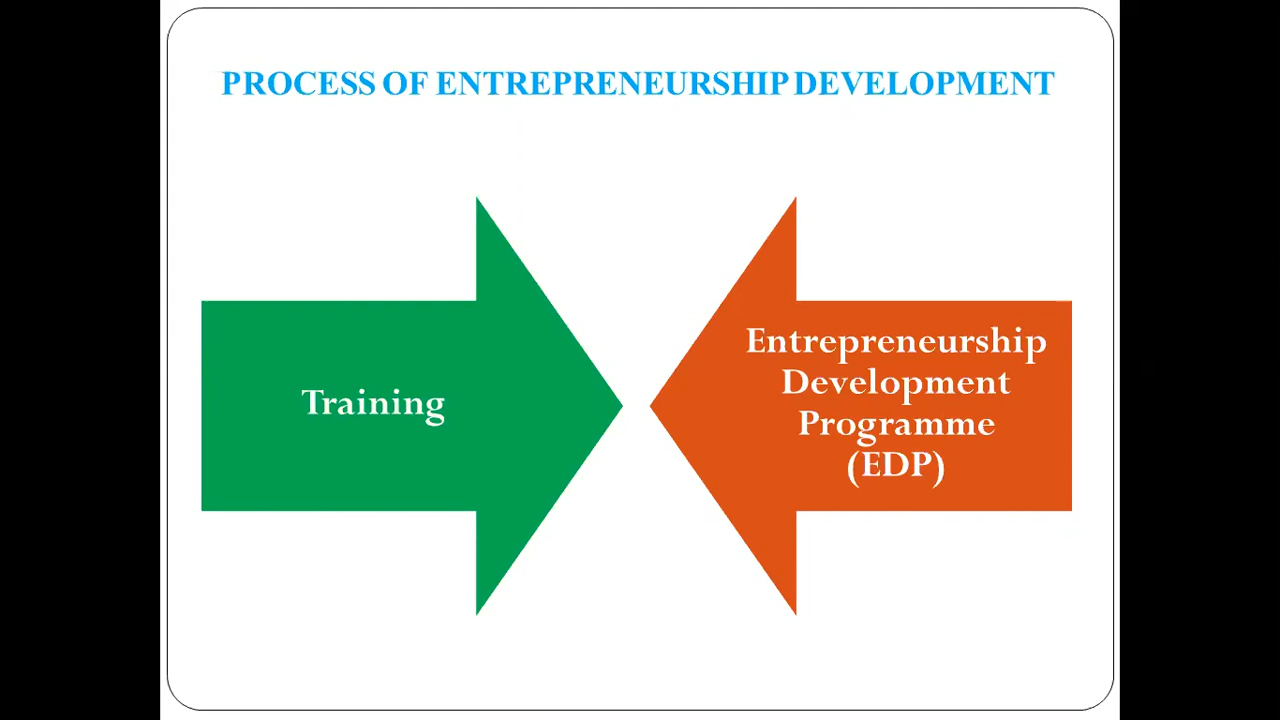 PROCESS OF ENTREPRENEURSHIP DEVELOPMENT
Training
Entrepreneurship
Development
Programme
(EDP)